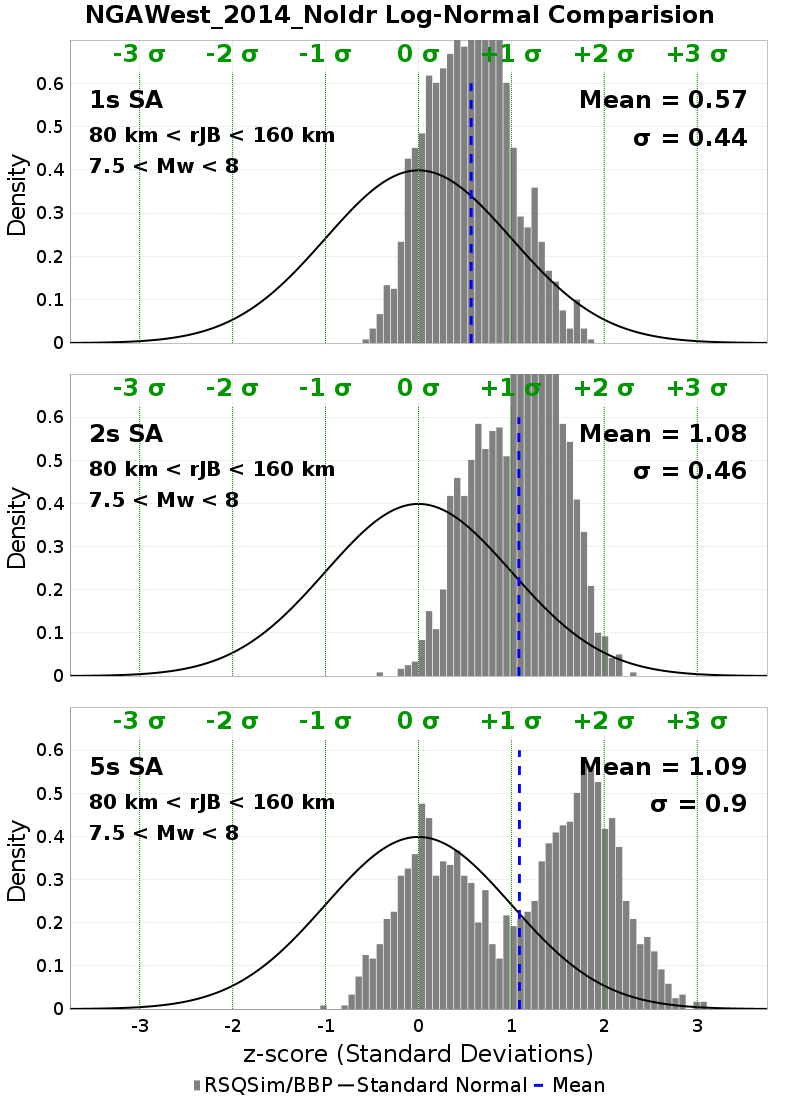 NGAWest_2014_NoIdr Log-Normal Comparision
-3 σ -2 σ -1 σ 0 σ +1 σ +2 σ +3 σ
1s SA
Mean = 0.57
80 km < rJB < 160 km
σ = 0.44
7.5 < Mw < 8
Density
0.6
0.5
0.4
0.3
0.2
0.1
0
-3 σ -2 σ -1 σ 0 σ +1 σ +2 σ +3 σ
2s SA
Mean = 1.08
80 km < rJB < 160 km
σ = 0.46
7.5 < Mw < 8
Density
0.6
0.5
0.4
0.3
0.2
0.1
0
-3 σ -2 σ -1 σ 0 σ +1 σ +2 σ +3 σ
5s SA
Mean = 1.09
80 km < rJB < 160 km
σ = 0.9
7.5 < Mw < 8
Density
0.6
0.5
0.4
0.3
0.2
0.1
0
-3 -2 -1 0 1 2 3
z-score (Standard Deviations)
RSQSim/BBP Standard Normal Mean